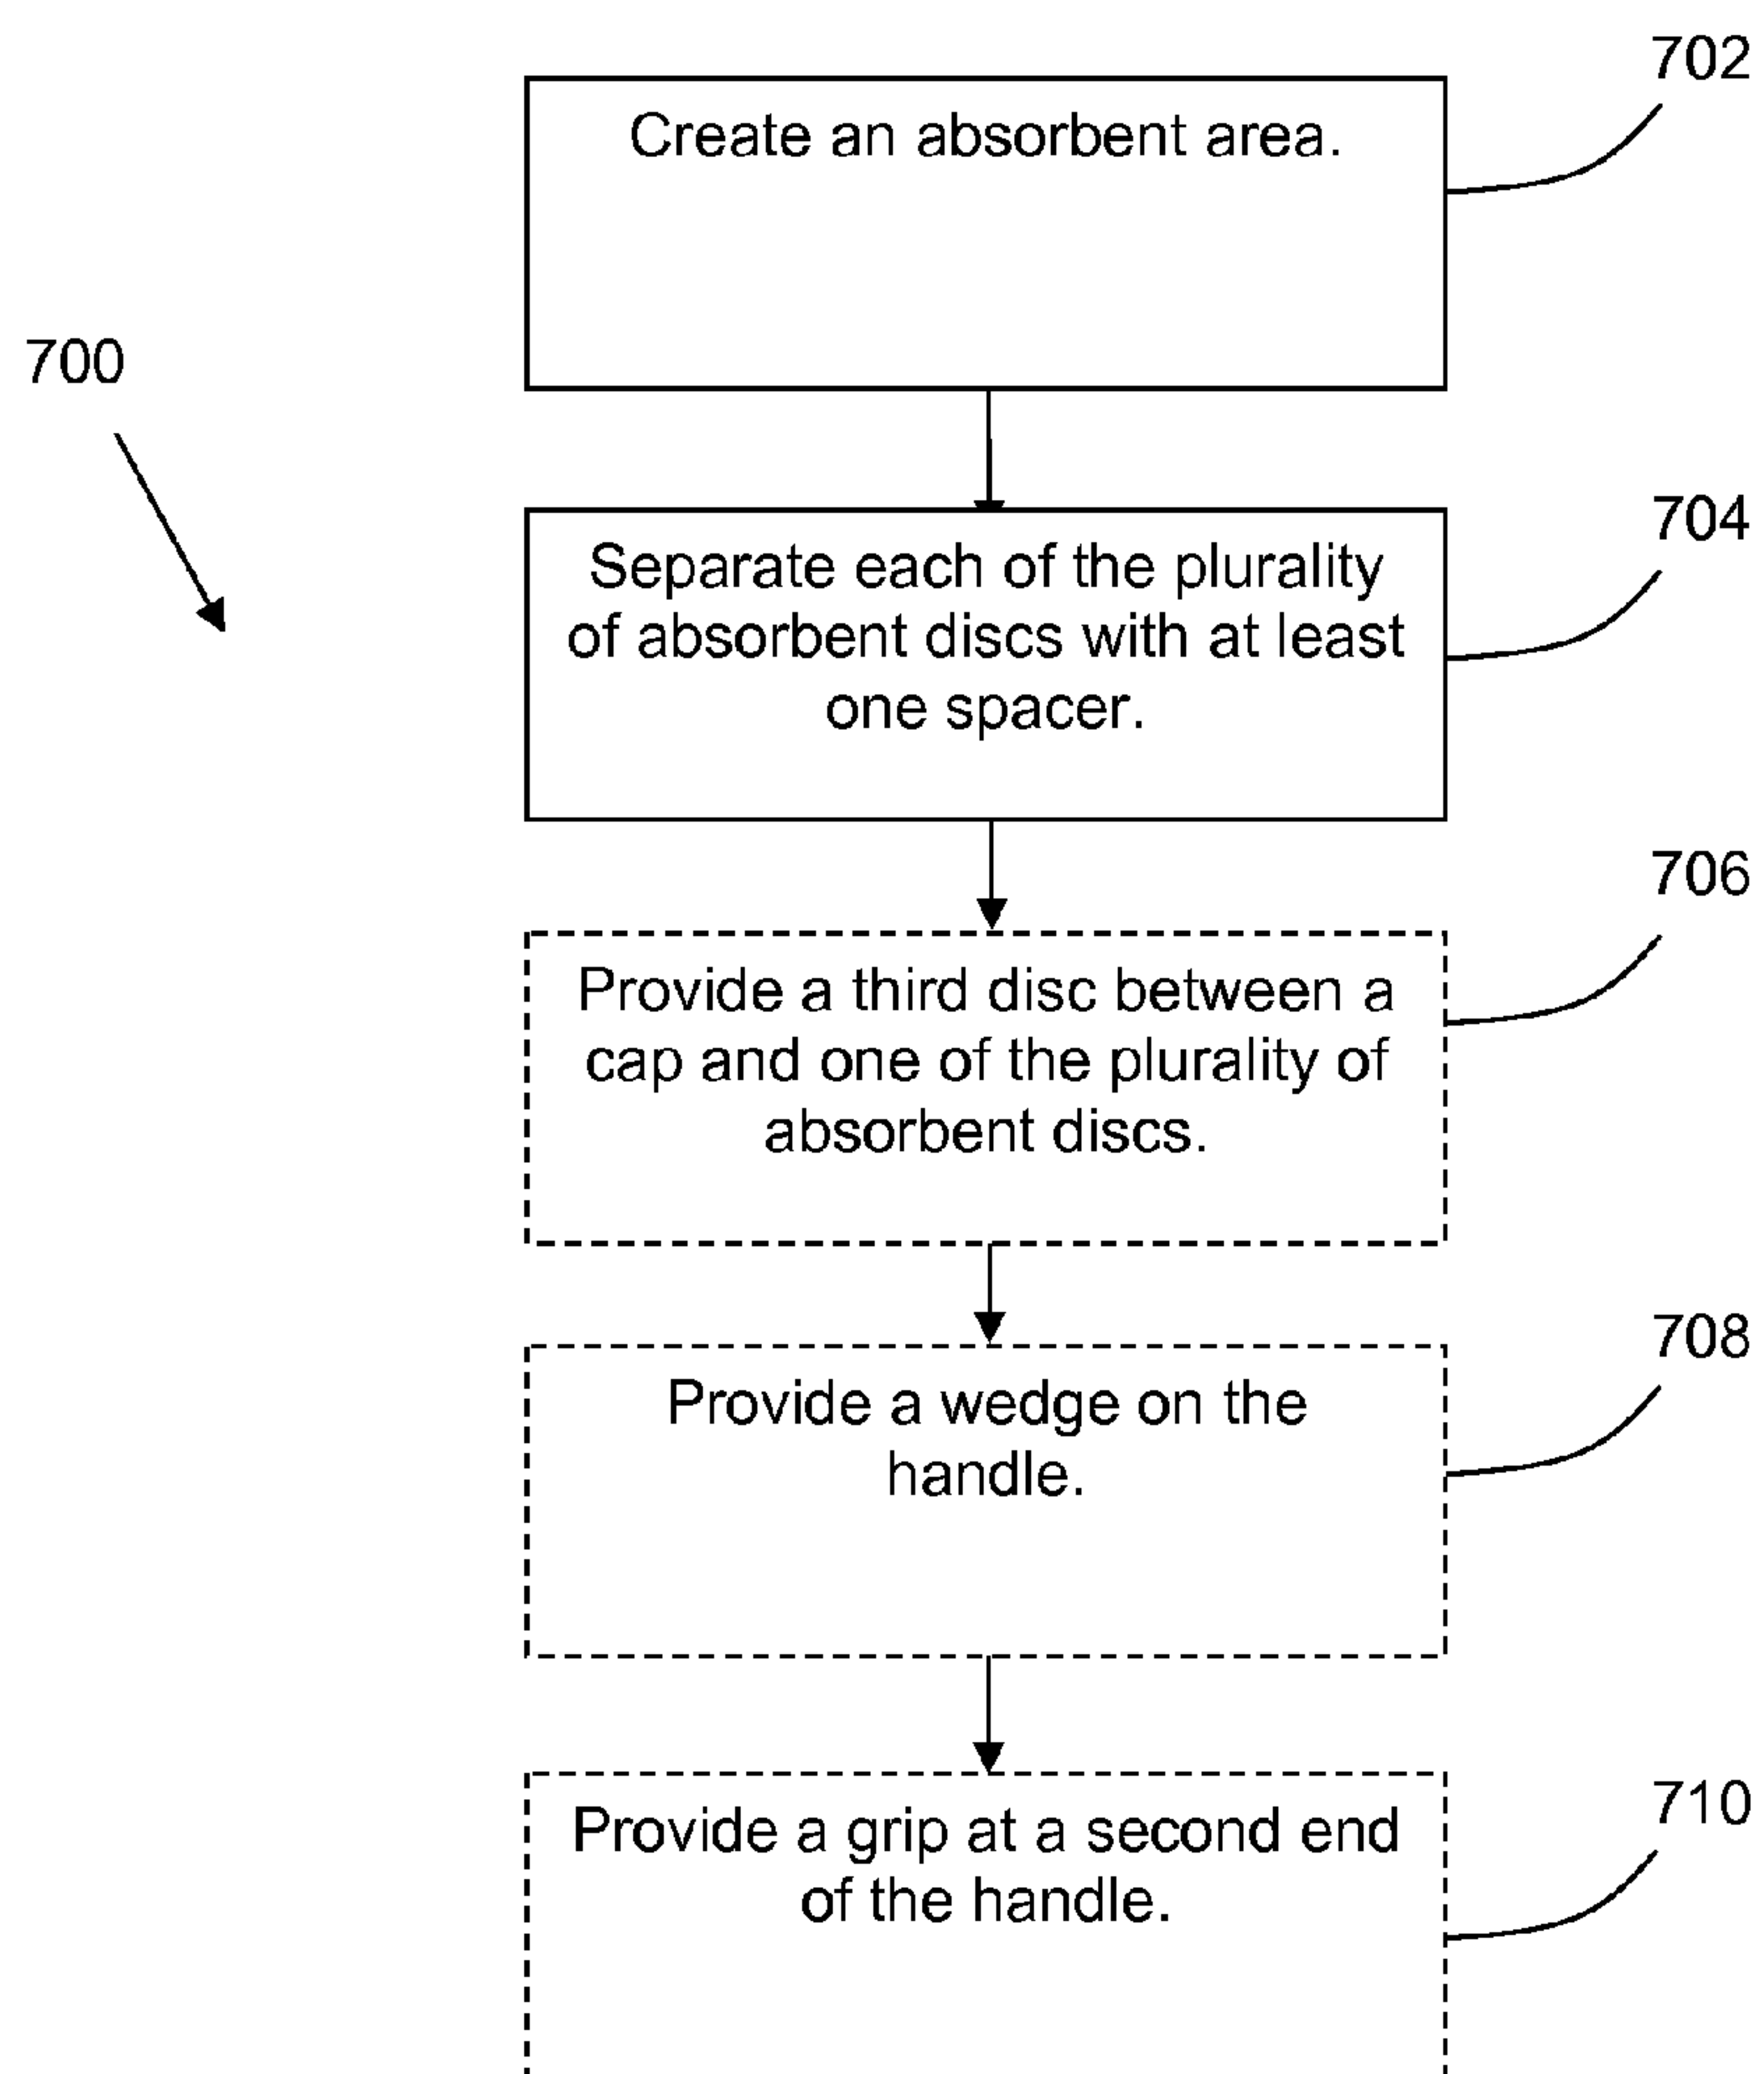 702
Create an absorbent area.
700
704
Separate each of the plurality
of absorbent discs with at least
one spacer.
706
Provide a third disc between a
cap and one of the plurality of
absorbent discs.
708
Provide a wedge on the
handle.
710
Provide a grip at a second end
of the handle.